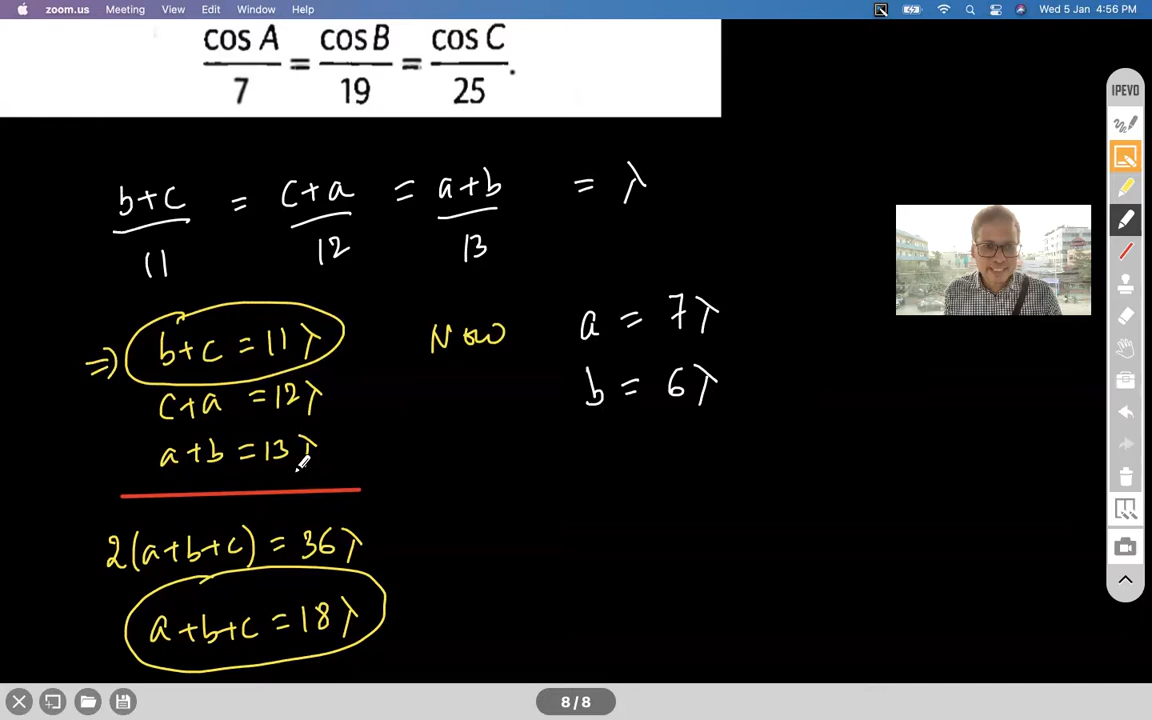 zoom.us Meeting View Edit Window Help Wed 5 Jan 4:56 PM
cos A / 7 = cos B / 19 = cos C / 25.
IPEVO
b+c / 11 = c+a / 12 = a+b / 13 = λ
⇒ b+c = 11λ
c+a = 12λ
a+b = 13λ
2(a+b+c) = 36λ
a+b+c = 18λ
Now a = 7λ
b = 6λ
8/8